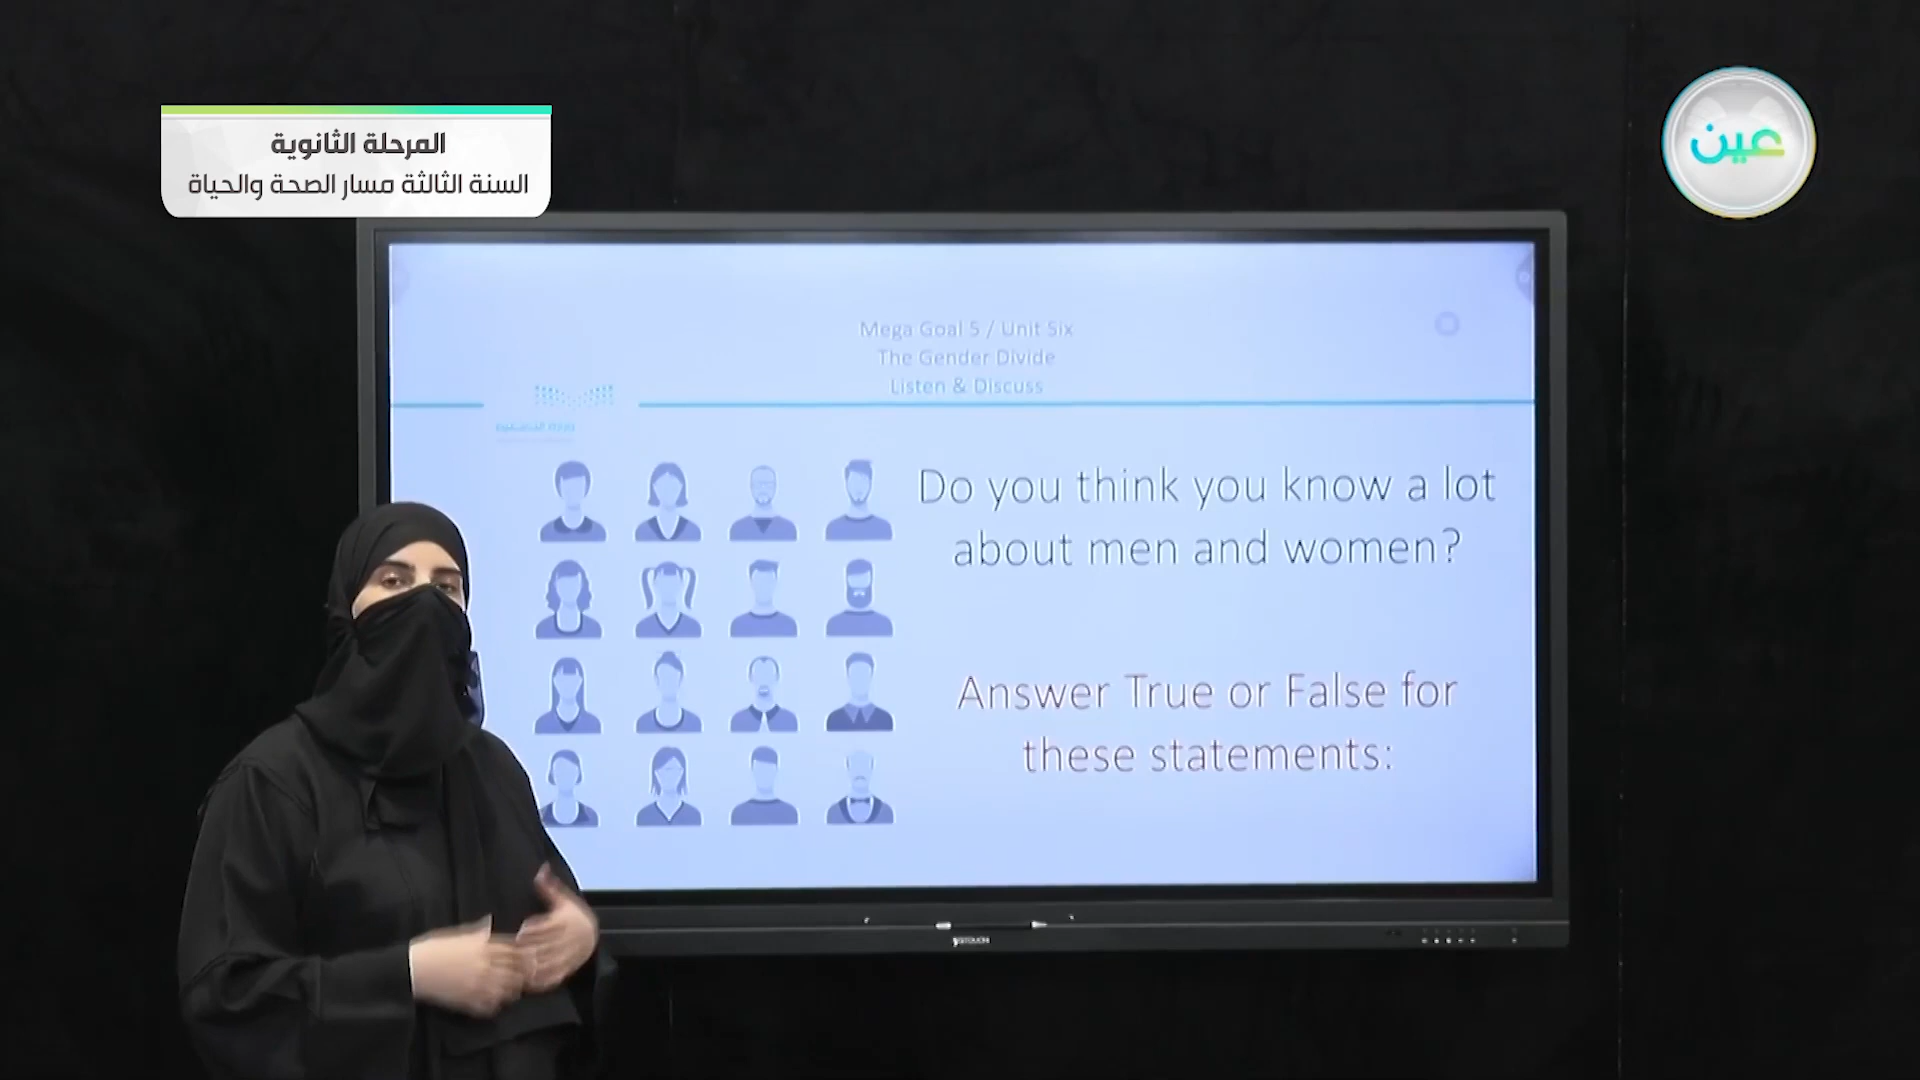 المرحلة الثانوية
السنة الثالثة مسار الصحة والحياة
عين
Mega Goal 5 / Unit Six
The Gender Divide
Listen & Discuss
Do you think you know a lot
about men and women?
Answer True or False for
these statements: